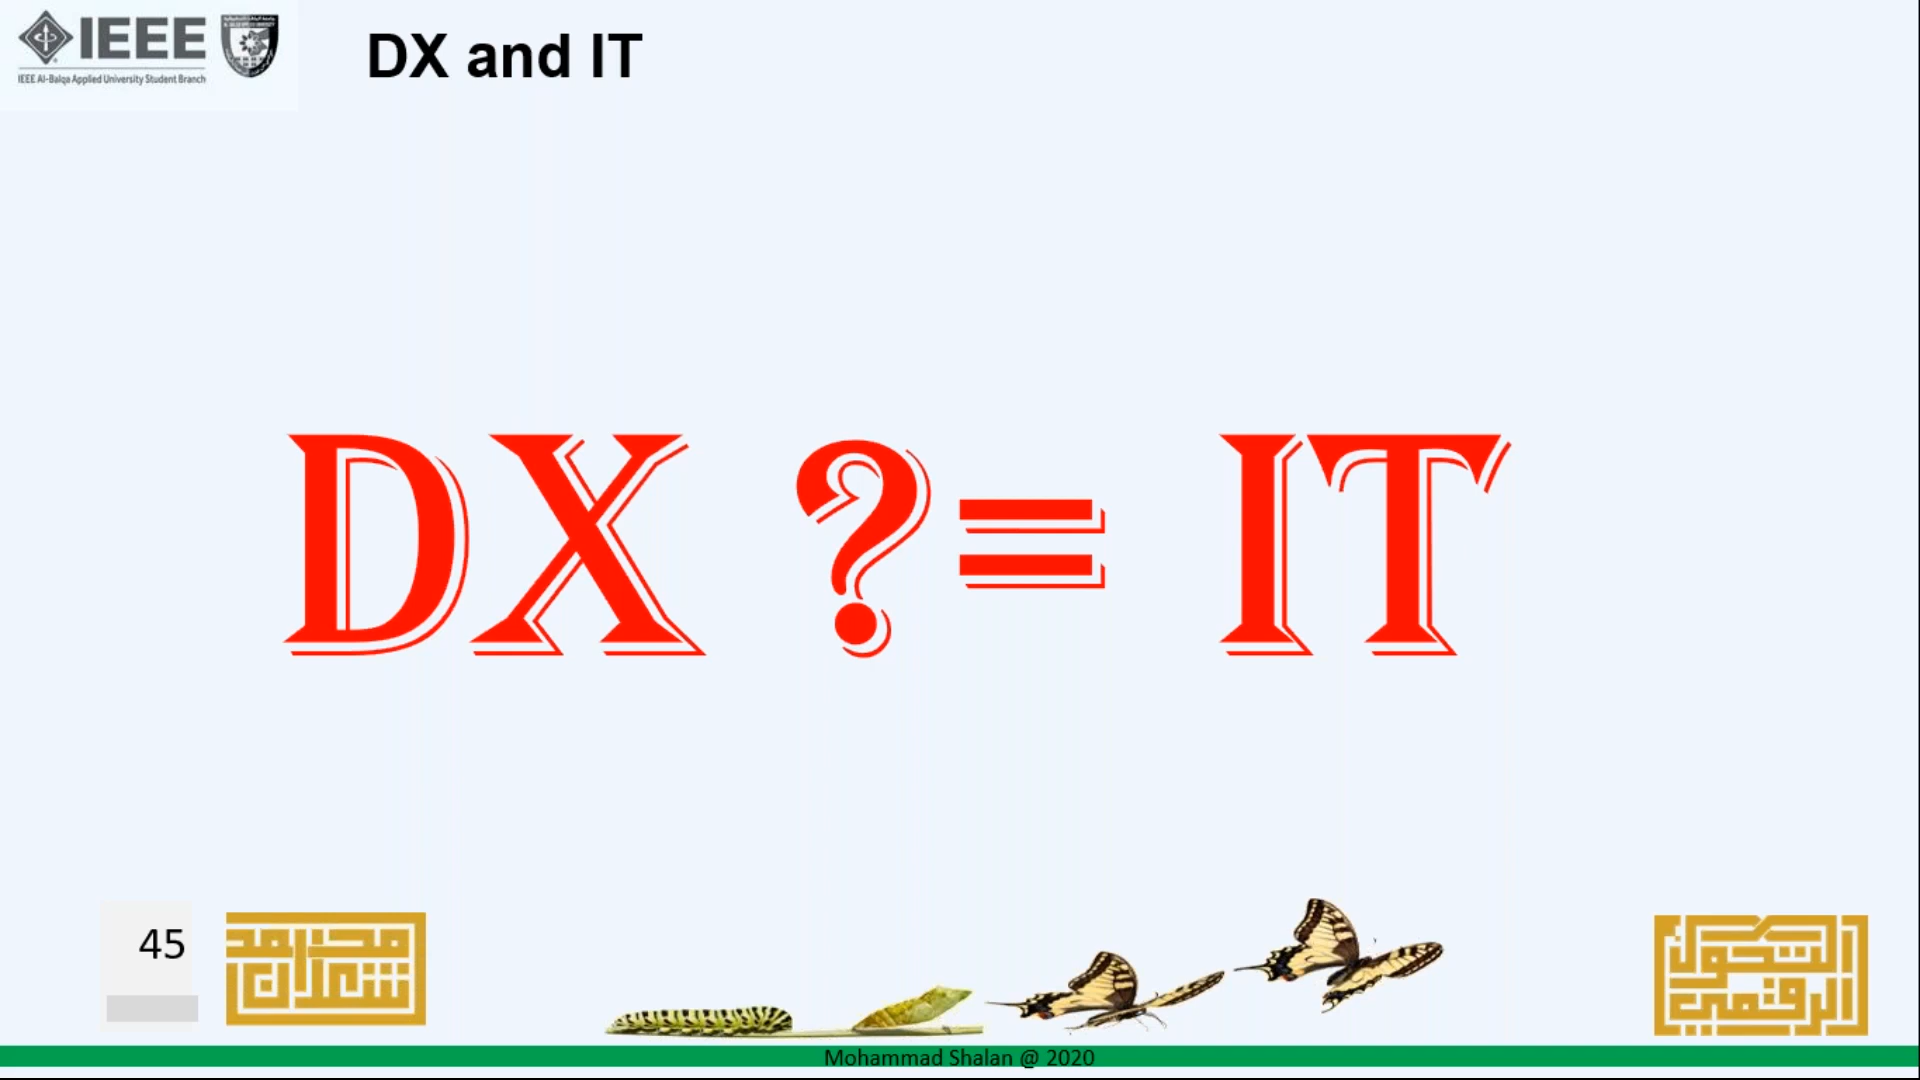 IEEE
IEEE Al-Balqa Applied University Student Branch
DX and IT
DX ?= IT
45
محمد
شعلان
التحول
الرقمي
Mohammad Shalan @ 2020